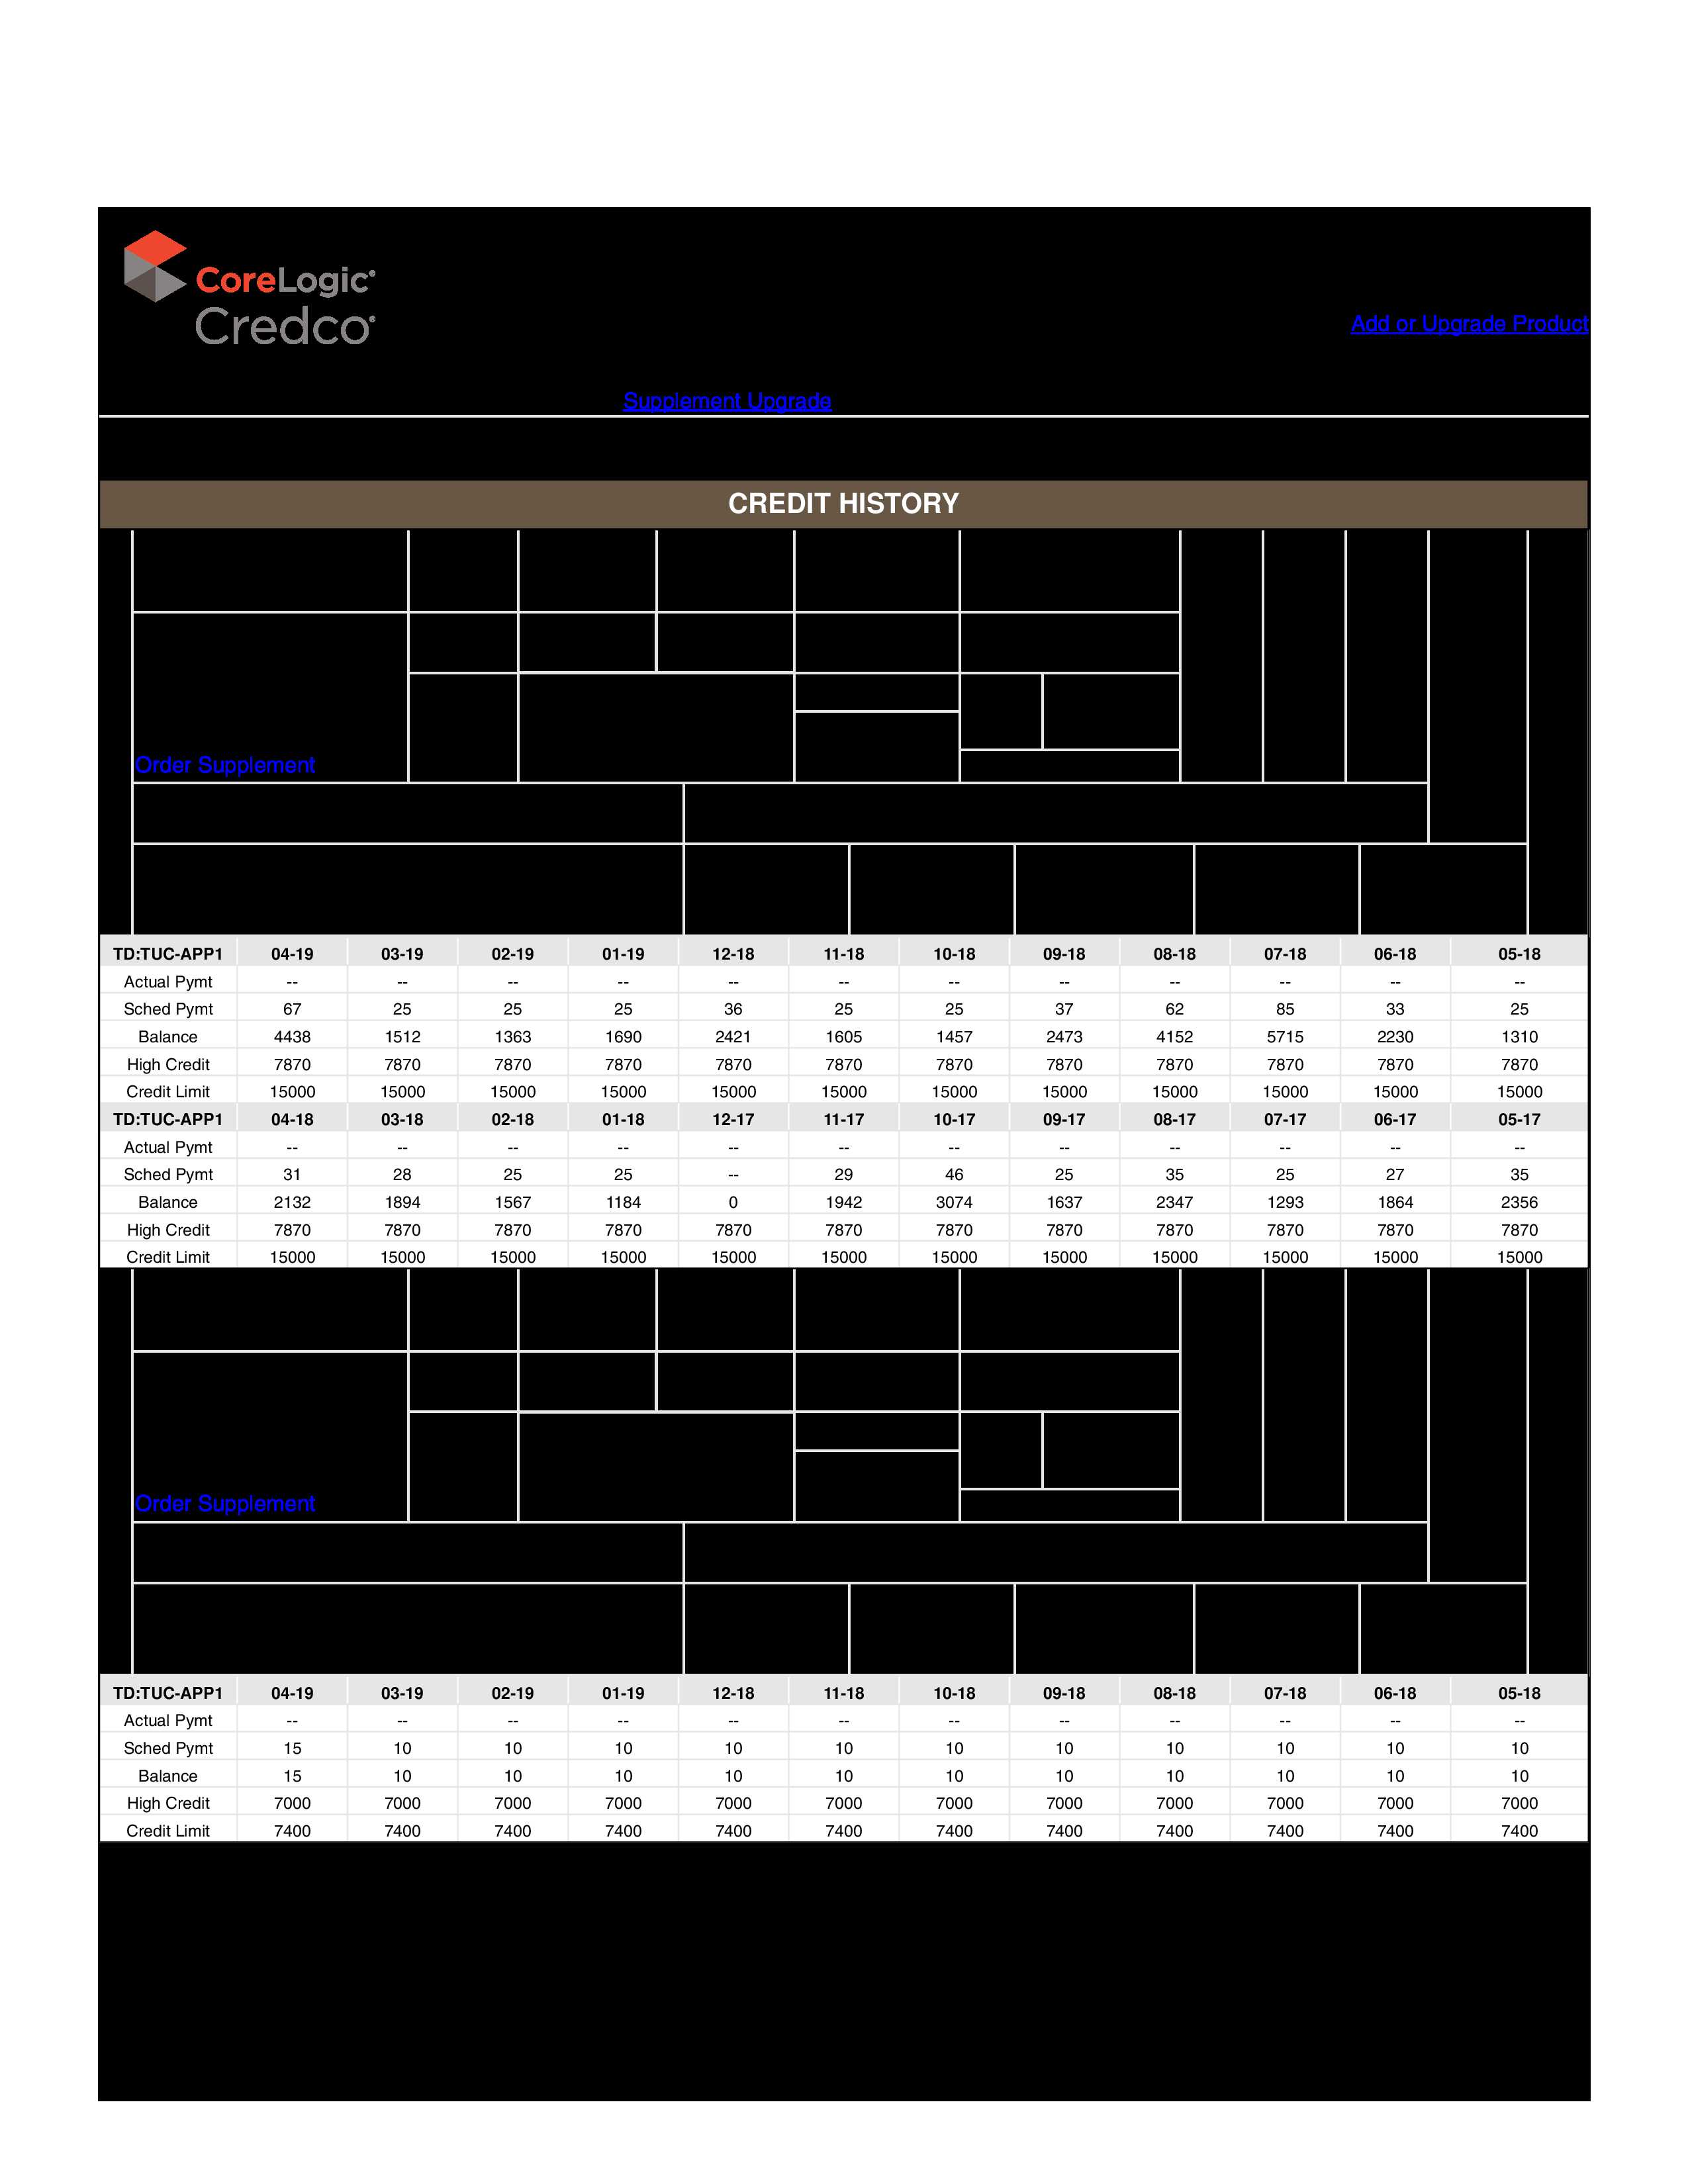 CoreLogic
Credco
Add or Upgrade Product
Supplement Upgrade
CREDIT HISTORY
Order Supplement
TD:TUC-APP1 04-19 03-19 02-19 01-19 12-18 11-18 10-18 09-18 08-18 07-18 06-18 05-18
Actual Pymt -- -- -- -- -- -- -- -- -- -- -- --
Sched Pymt 67 25 25 25 36 25 25 37 62 85 33 25
Balance 4438 1512 1363 1690 2421 1605 1457 2473 4152 5715 2230 1310
High Credit 7870 7870 7870 7870 7870 7870 7870 7870 7870 7870 7870 7870
Credit Limit 15000 15000 15000 15000 15000 15000 15000 15000 15000 15000 15000 15000
TD:TUC-APP1 04-18 03-18 02-18 01-18 12-17 11-17 10-17 09-17 08-17 07-17 06-17 05-17
Actual Pymt -- -- -- -- -- -- -- -- -- -- -- --
Sched Pymt 31 28 25 25 -- 29 46 25 35 25 27 35
Balance 2132 1894 1567 1184 0 1942 3074 1637 2347 1293 1864 2356
High Credit 7870 7870 7870 7870 7870 7870 7870 7870 7870 7870 7870 7870
Credit Limit 15000 15000 15000 15000 15000 15000 15000 15000 15000 15000 15000 15000
Order Supplement
TD:TUC-APP1 04-19 03-19 02-19 01-19 12-18 11-18 10-18 09-18 08-18 07-18 06-18 05-18
Actual Pymt -- -- -- -- -- -- -- -- -- -- -- --
Sched Pymt 15 10 10 10 10 10 10 10 10 10 10 10
Balance 15 10 10 10 10 10 10 10 10 10 10 10
High Credit 7000 7000 7000 7000 7000 7000 7000 7000 7000 7000 7000 7000
Credit Limit 7400 7400 7400 7400 7400 7400 7400 7400 7400 7400 7400 7400